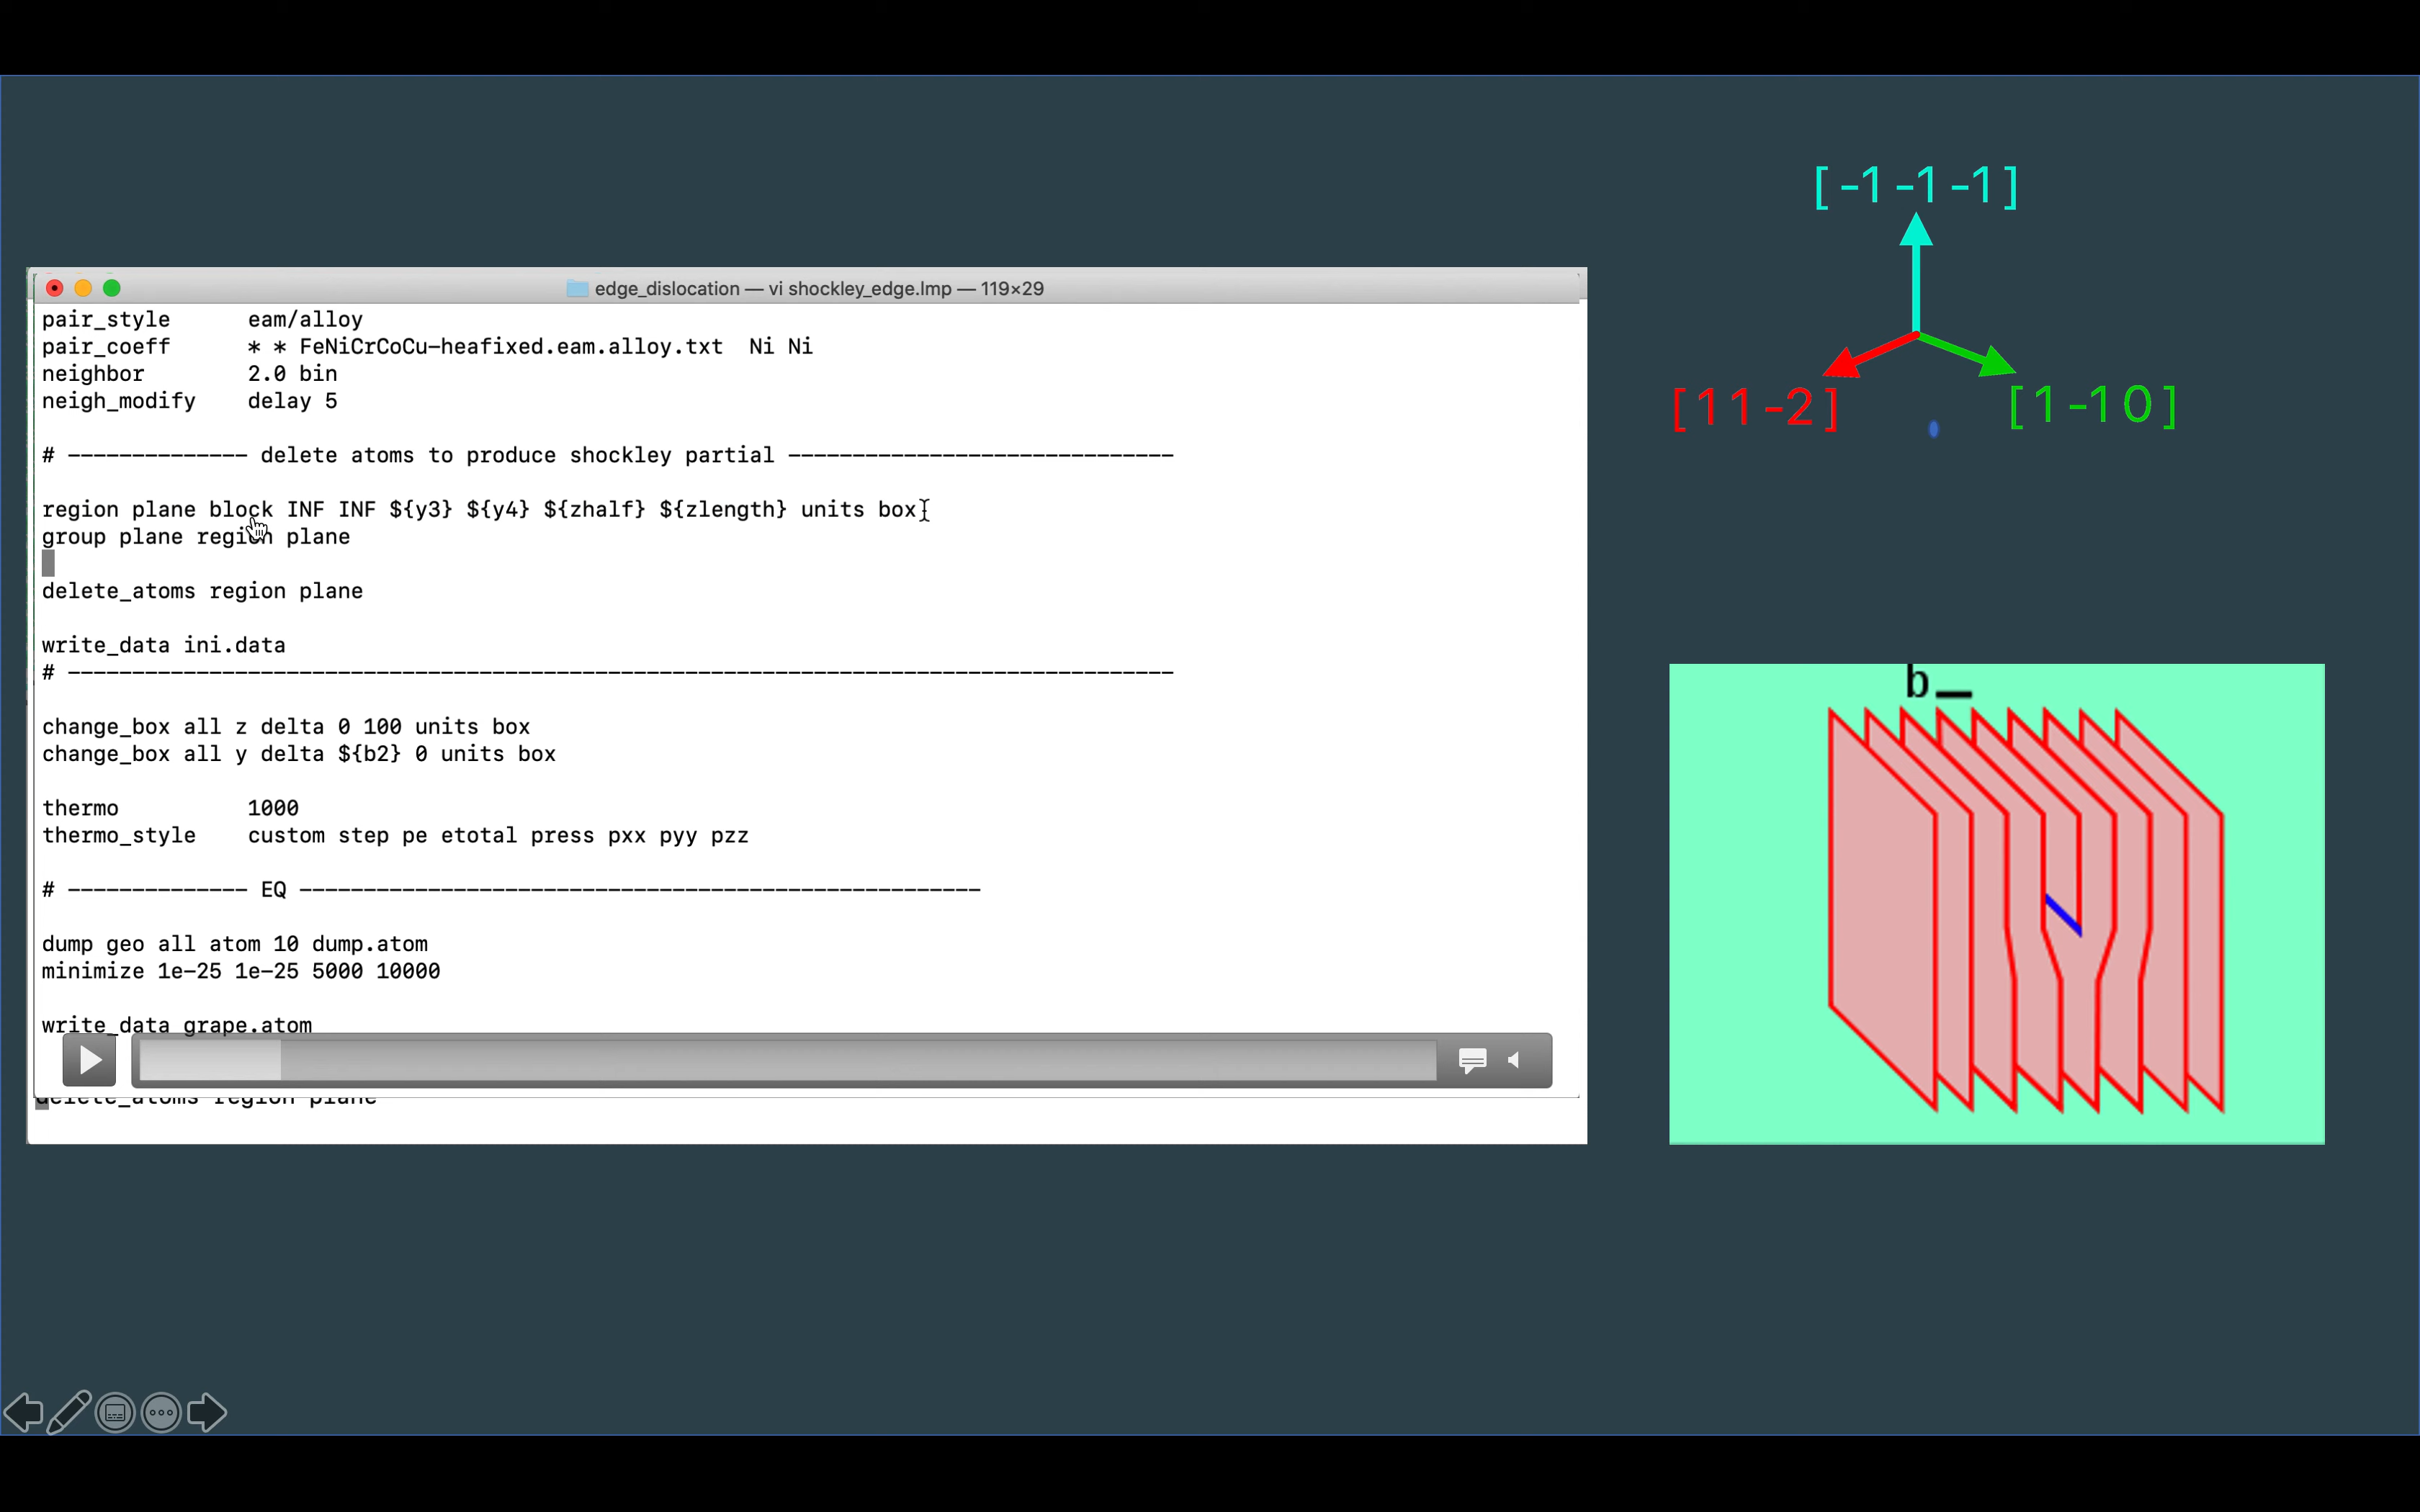 edge_dislocation — vi shockley_edge.lmp — 119×29
pair_style eam/alloy
pair_coeff * * FeNiCrCoCu-heafixed.eam.alloy.txt Ni Ni
neighbor 2.0 bin
neigh_modify delay 5
# -------------- delete atoms to produce shockley partial ------------------------------
region plane block INF INF ${y3} ${y4} ${zhalf} ${zlength} units box
group plane region plane
delete_atoms region plane
write_data ini.data
# --------------------------------------------------------------------------------------
change_box all z delta 0 100 units box
change_box all y delta ${b2} 0 units box
thermo 1000
thermo_style custom step pe etotal press pxx pyy pzz
# -------------- EQ -----------------------------------------------------
dump geo all atom 10 dump.atom
minimize 1e-25 1e-25 5000 10000
write_data grape.atom
delete_atoms region plane
[-1-1-1]
[11-2]
[1-10]
b